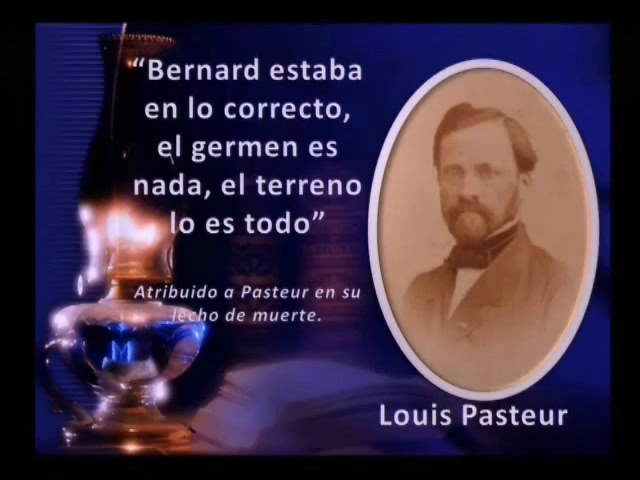 “Bernard estaba
en lo correcto,
el germen es
nada, el terreno
lo es todo”
Atribuido a Pasteur en su
lecho de muerte.
M
Louis Pasteur